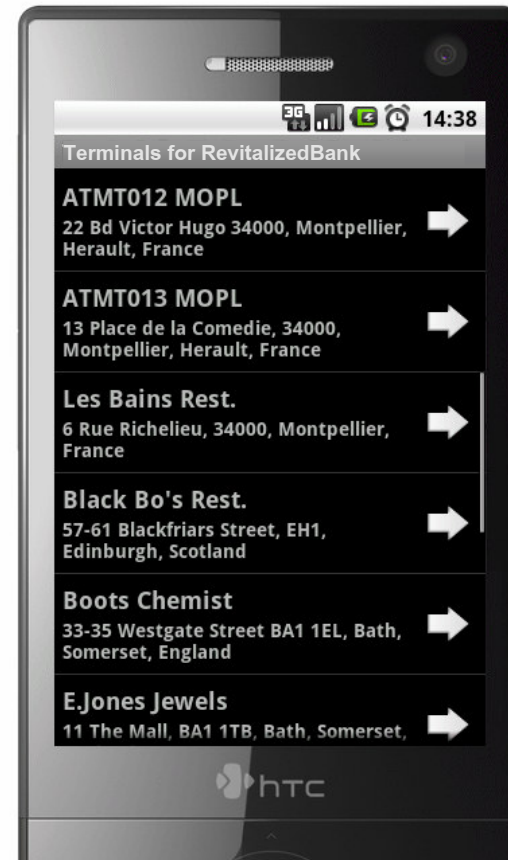 3G
14:38
Terminals for RevitalizedBank
ATMT012 MOPL
22 Bd Victor Hugo 34000, Montpellier,
Herault, France
ATMT013 MOPL
13 Place de la Comedie, 34000,
Montpellier, Herault, France
Les Bains Rest.
6 Rue Richelieu, 34000, Montpellier,
France
Black Bo's Rest.
57-61 Blackfriars Street, EH1,
Edinburgh, Scotland
Boots Chemist
33-35 Westgate Street BA1 1EL, Bath,
Somerset, England
E.Jones Jewels
11 The Mall, BA1 1TB, Bath, Somerset,
hTC